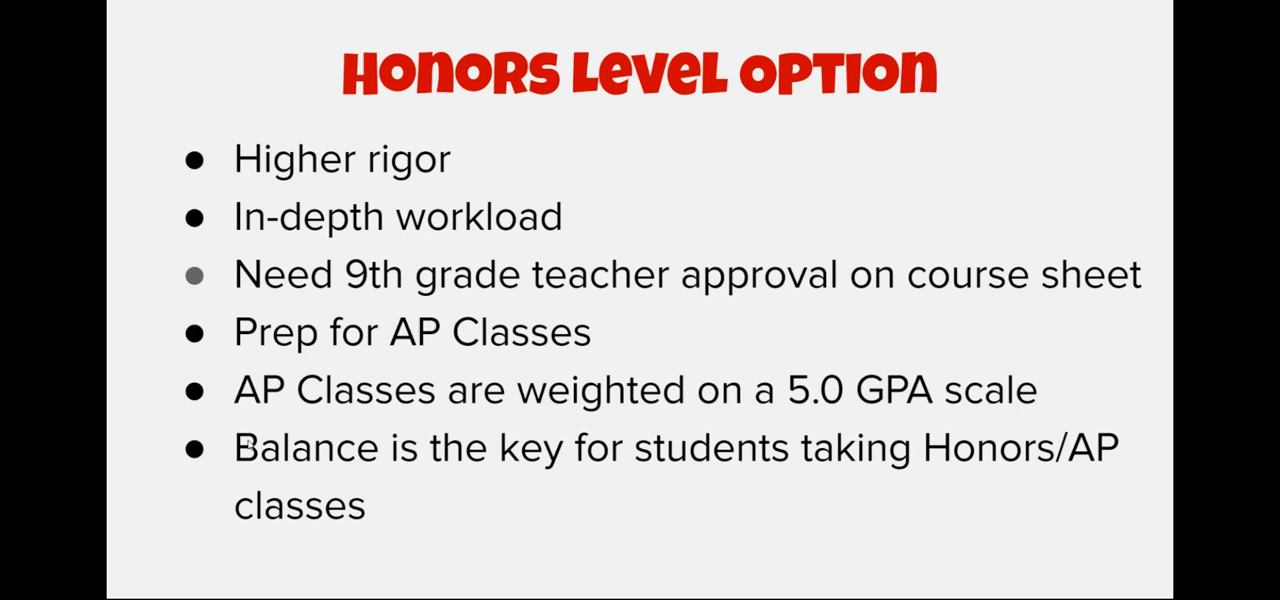 Honors Level Option
● Higher rigor
● In-depth workload
● Need 9th grade teacher approval on course sheet
● Prep for AP Classes
● AP Classes are weighted on a 5.0 GPA scale
● Balance is the key for students taking Honors/AP
classes